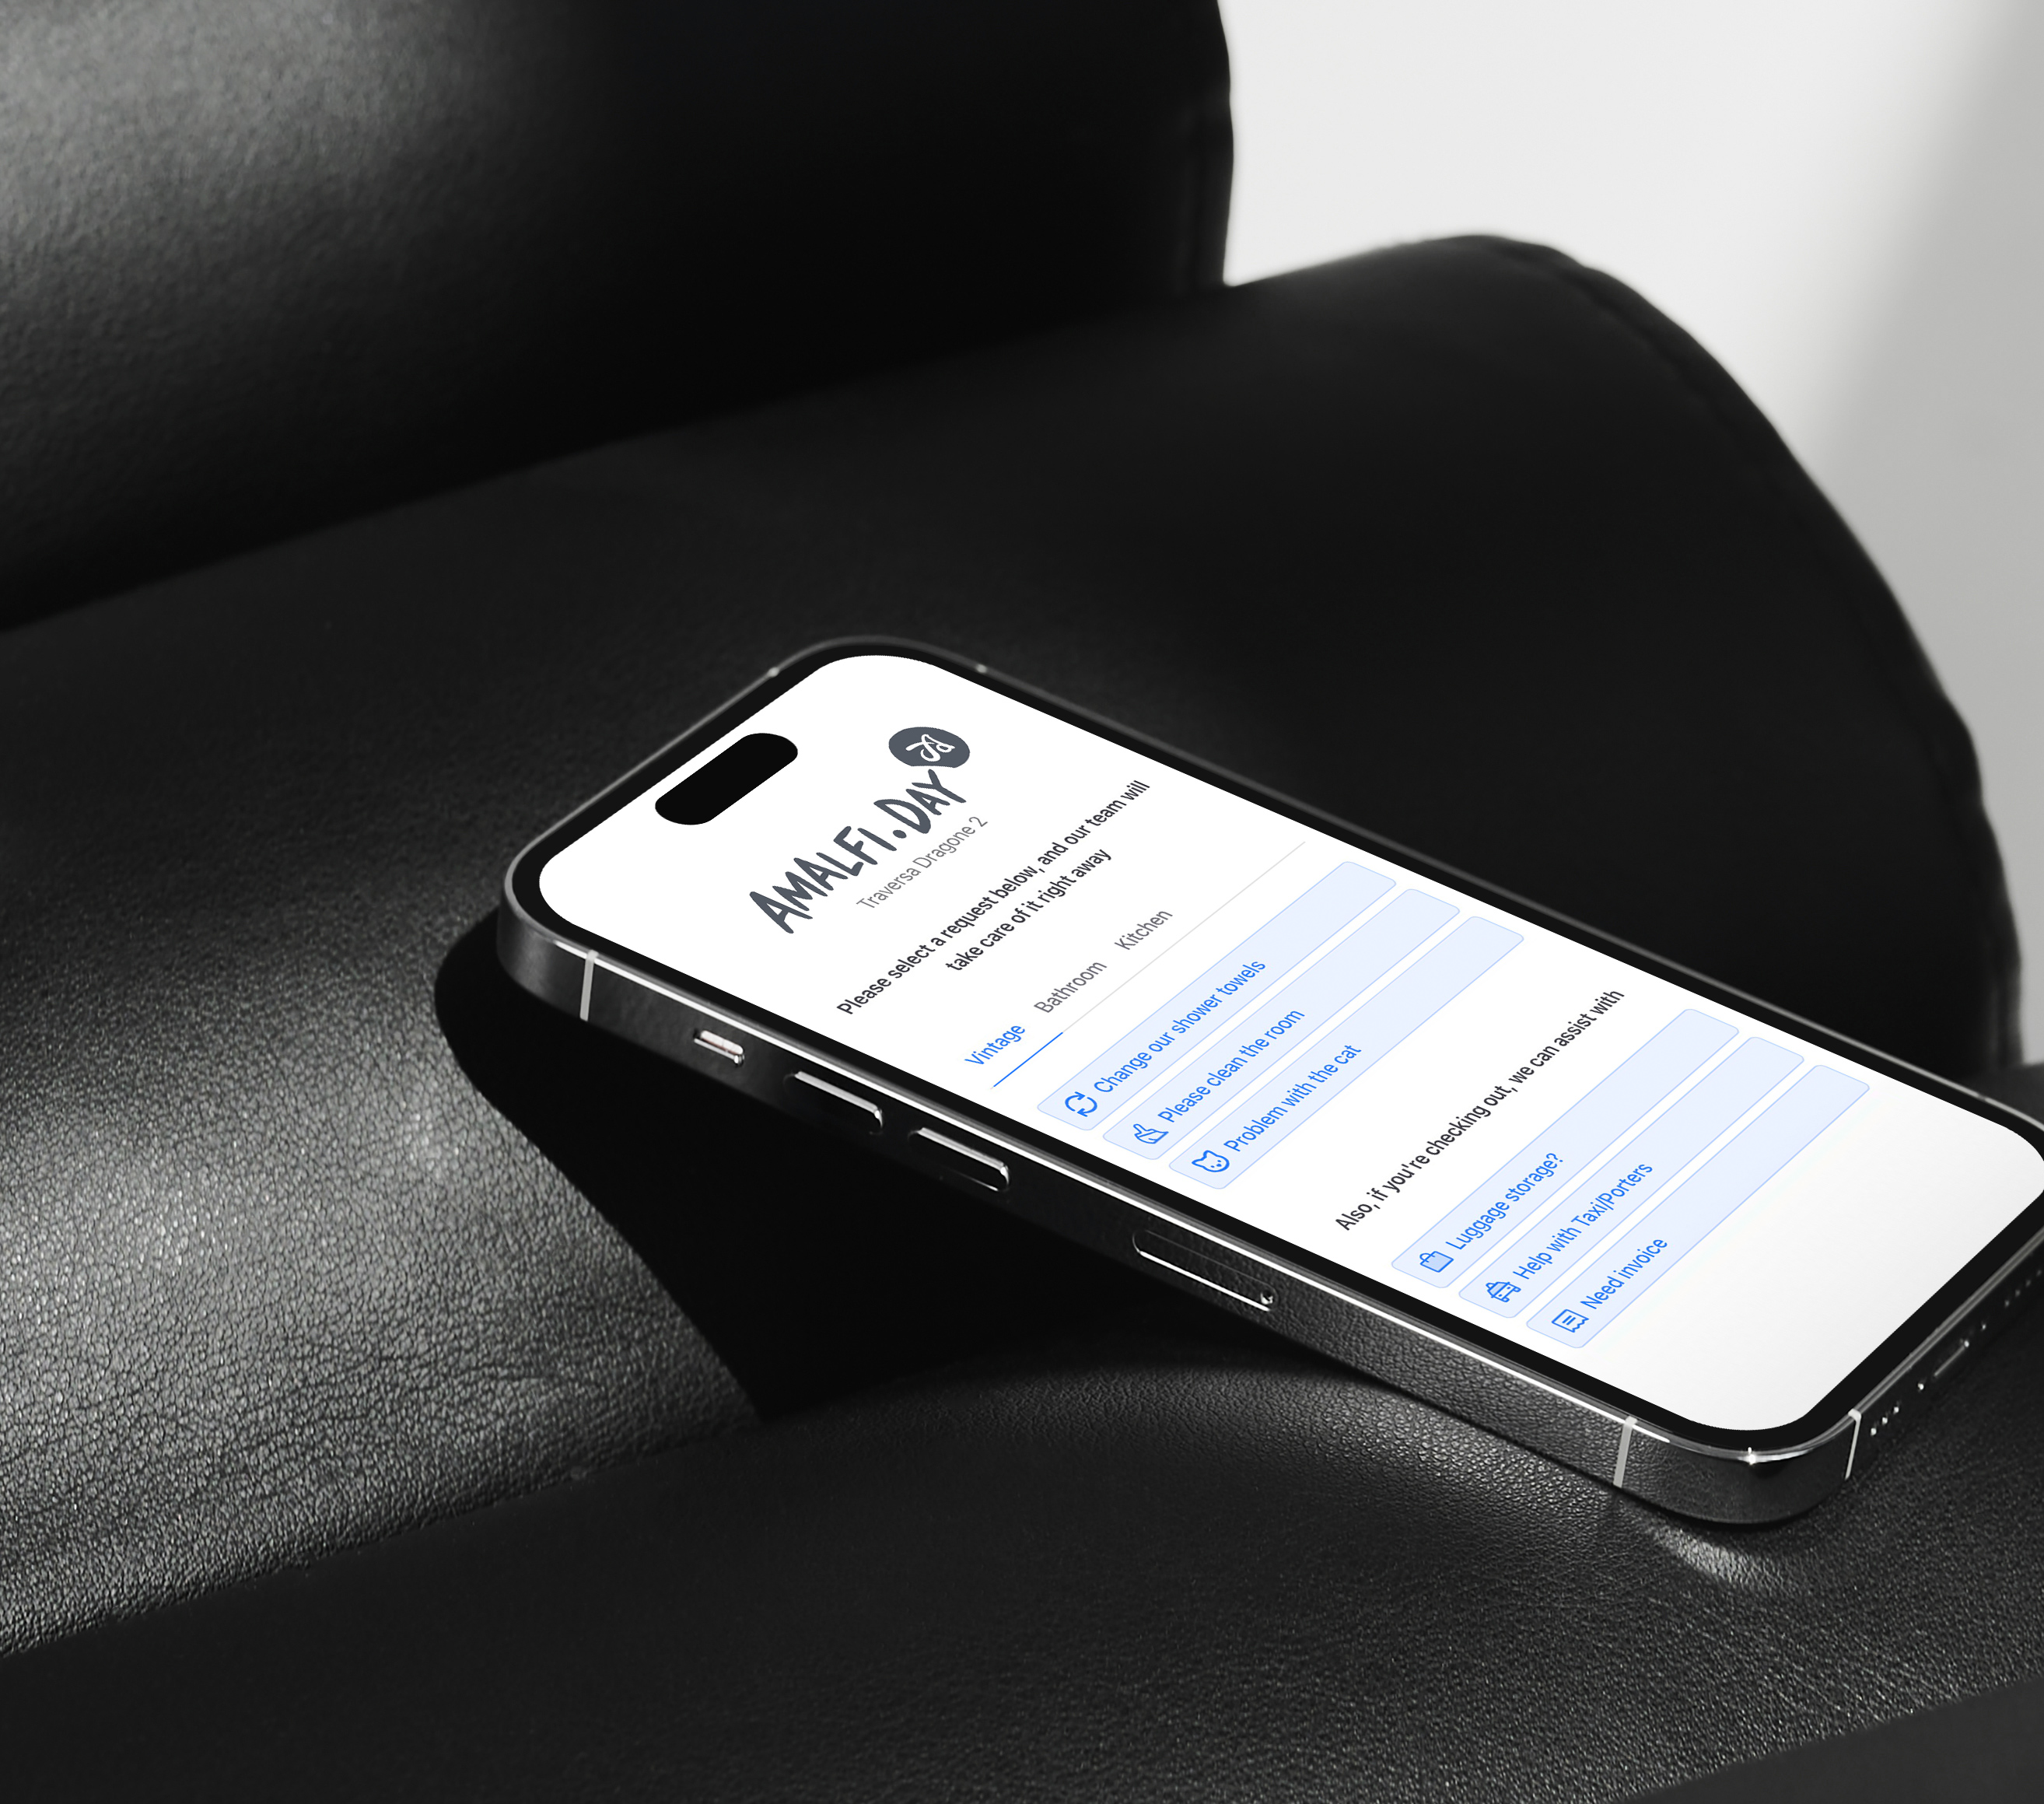 AMALFI.DAY
Traversa Dragone 2
Please select a request below, and our team will
take care of it right away
Vintage Bathroom Kitchen
Change our shower towels
Please clean the room
Problem with the cat
Also, if you're checking out, we can assist with
Luggage storage?
Help with Taxi/Porters
Need invoice